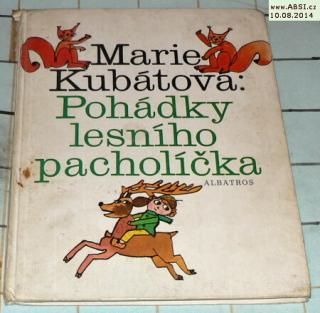 www.ABSI.cz
10.08.2014
Marie
Kubátová:
Pohádky
lesního
pacholíčka
ALBATROS